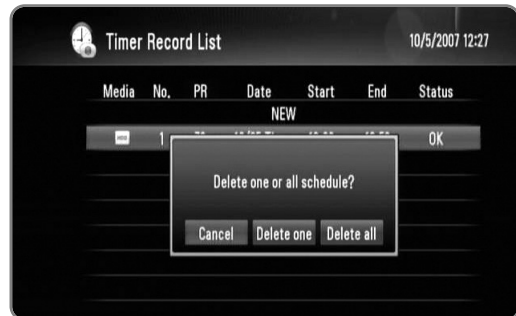 Timer Record List 10/5/2007 12:27
Media No. PR Date Start End Status
NEW
1 OK
Delete one or all schedule?
Cancel Delete one Delete all